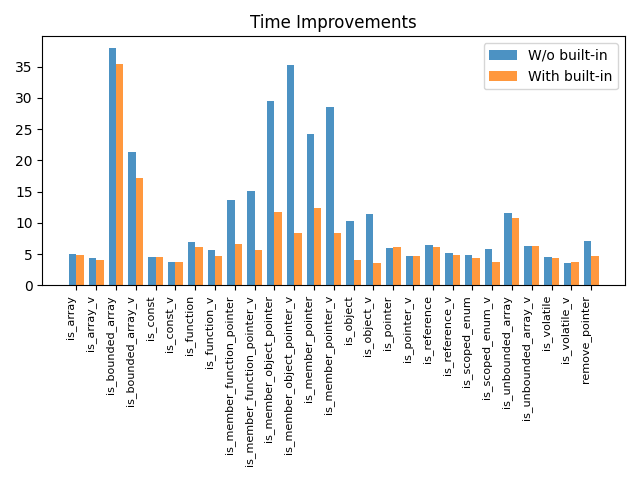 Time Improvements
W/o built-in
With built-in
35
30
25
20
15
10
5
0
is_array
is_array_v
is_bounded_array
is_bounded_array_v
is_const
is_const_v
is_function
is_function_v
is_member_function_pointer
is_member_function_pointer_v
is_member_object_pointer
is_member_object_pointer_v
is_member_pointer
is_member_pointer_v
is_object
is_object_v
is_pointer
is_pointer_v
is_reference
is_reference_v
is_scoped_enum
is_scoped_enum_v
is_unbounded_array
is_unbounded_array_v
is_volatile
is_volatile_v
remove_pointer